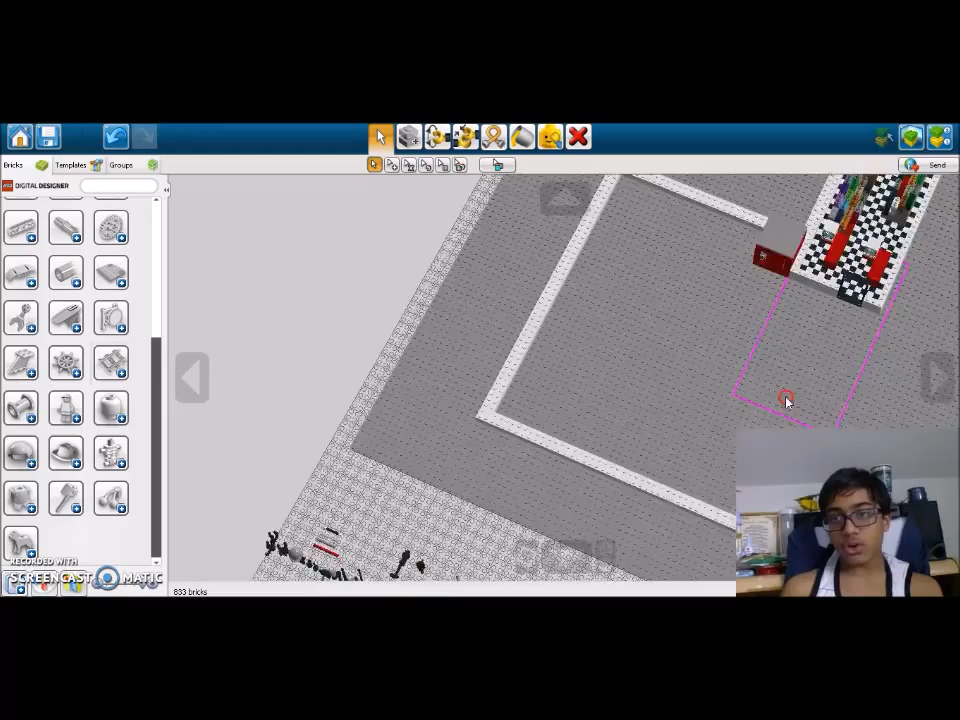 Bricks Templates Groups Send
LEGO DIGITAL DESIGNER
RECORDED WITH
SCREENCAST MATIC
833 bricks